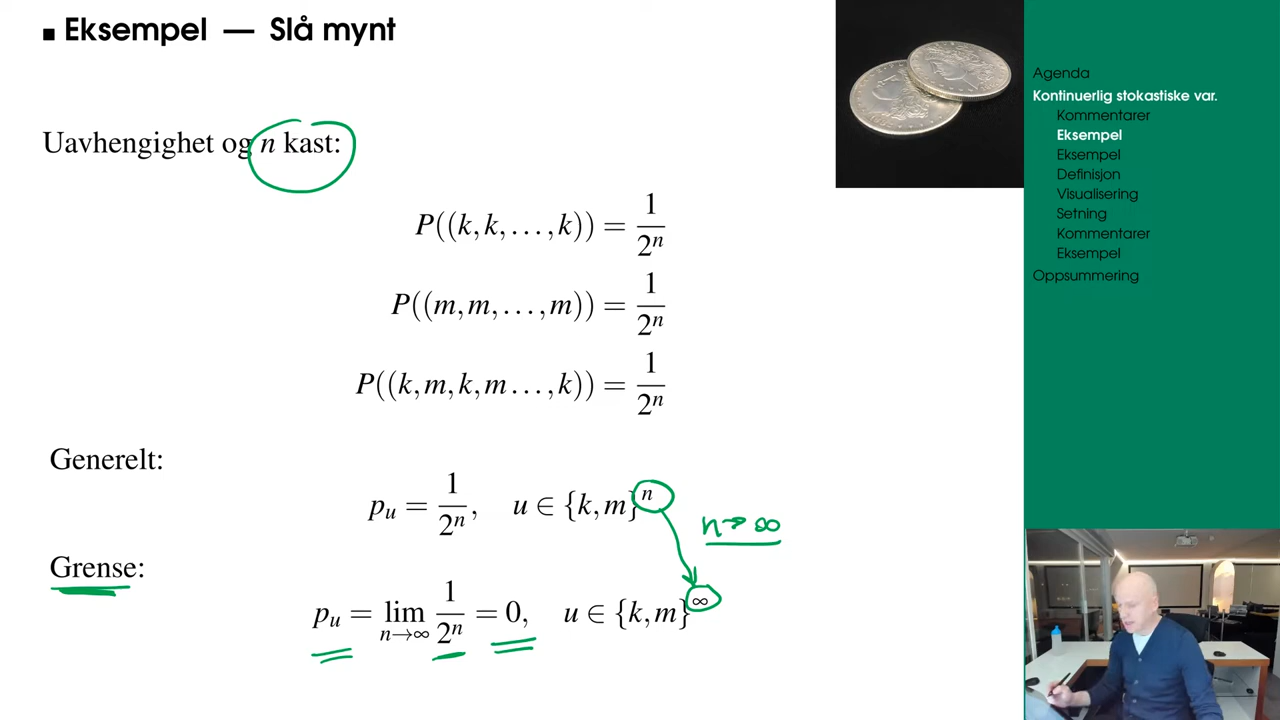 Eksempel — Slå mynt
Uavhengighet og n kast:
P((k,k,...,k)) = 1/2^n
P((m,m,...,m)) = 1/2^n
P((k,m,k,m...,k)) = 1/2^n
Generelt:
p_u = 1/2^n, u ∈ {k,m}^n
n→∞
Grense:
p_u = lim_{n→∞} 1/2^n = 0, u ∈ {k,m}^∞
Agenda
Kontinuerlig stokastiske var.
Kommentarer
Eksempel
Eksempel
Definisjon
Visualisering
Setning
Kommentarer
Eksempel
Oppsummering